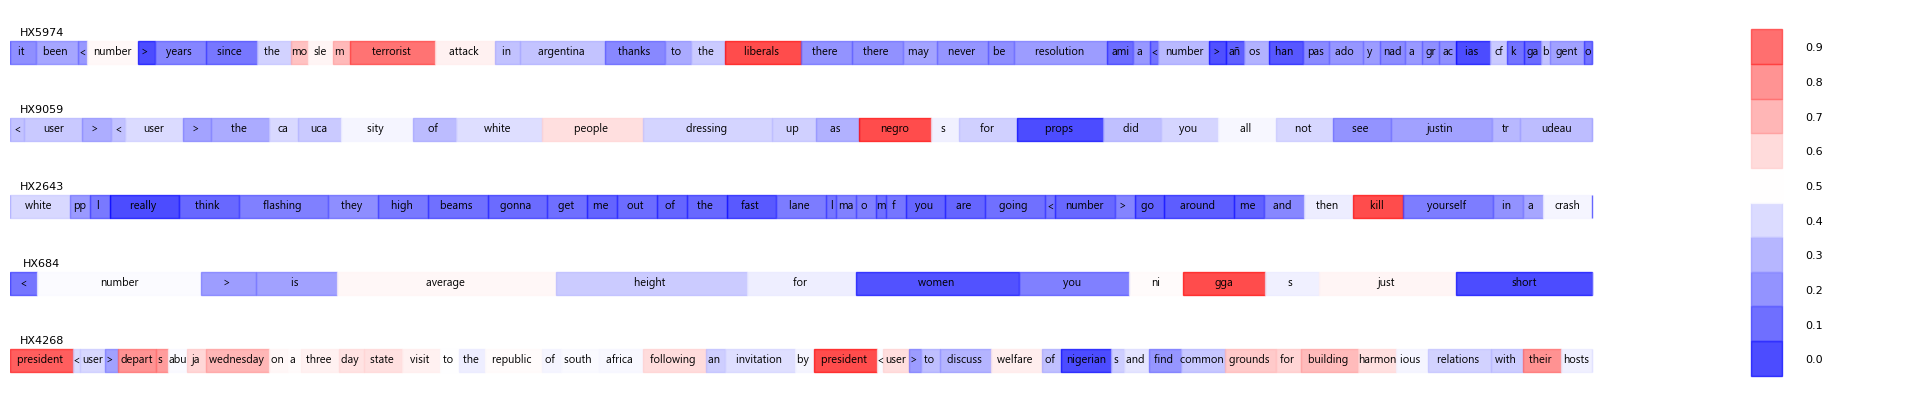 HX5974
it been < number > years since the mo sle m terrorist attack in argentina thanks to the liberals there there may never be resolution ami a < number > añ os han pas ado y nad a gr ac ias cf k ga b gent o
HX9059
< user > < user > the ca uca sity of white people dressing up as negro s for props did you all not see justin tr udeau
HX2643
white pp l really think flashing they high beams gonna get me out of the fast lane l ma o m f you are going < number > go around me and then kill yourself in a crash
HX684
< number > is average height for women you ni gga s just short
HX4268
president < user > depart s abu ja wednesday on a three day state visit to the republic of south africa following an invitation by president < user > to discuss welfare of nigerian s and find common grounds for building harmon ious relations with their hosts
0.9
0.8
0.7
0.6
0.5
0.4
0.3
0.2
0.1
0.0